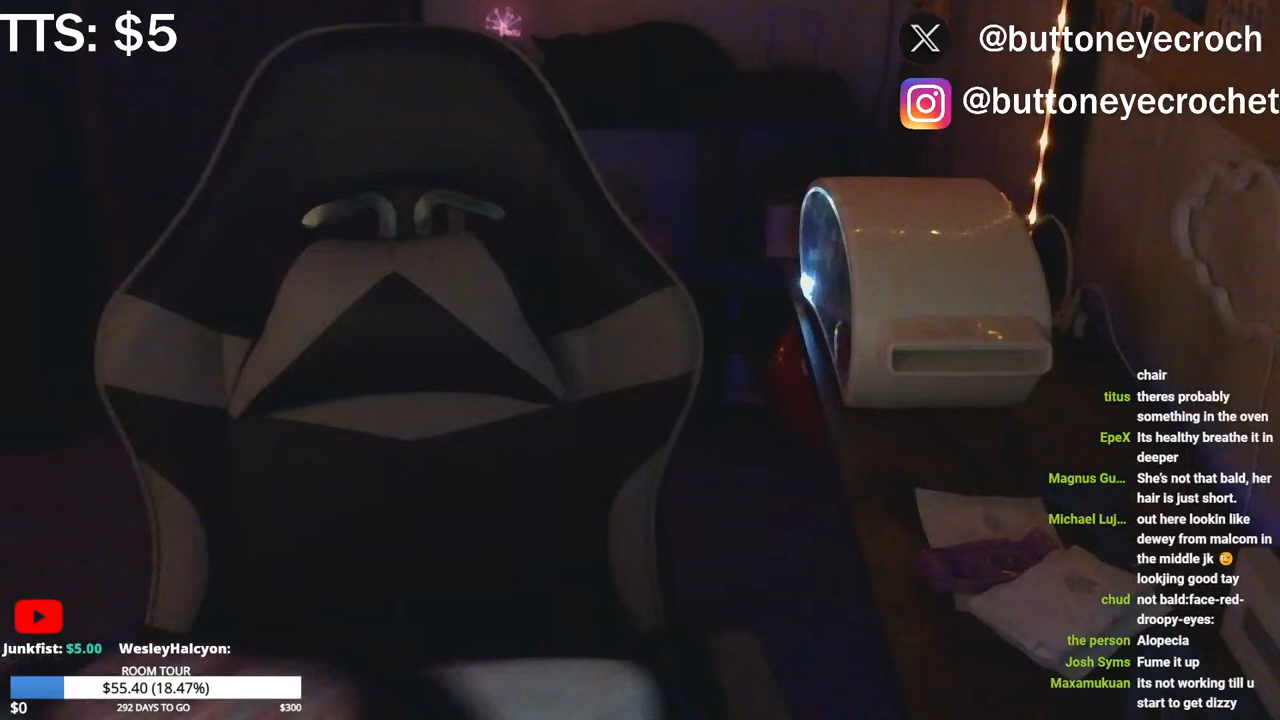 TTS: $5
@buttoneyecroch
@buttoneyecrochet
chair
titus theres probably
something in the oven
EpeX Its healthy breathe it in
deeper
Magnus Gu... She's not that bald, her
hair is just short.
Michael Luj... out here lookin like
dewey from malcom in
the middle jk 😉
lookjing good tay
chud not bald:face-red-
droopy-eyes:
the person Alopecia
Josh Syms Fume it up
Maxamukuan its not working till u
start to get dizzy
Junkfist: $5.00 WesleyHalcyon:
ROOM TOUR
$55.40 (18.47%)
$0 292 DAYS TO GO $300